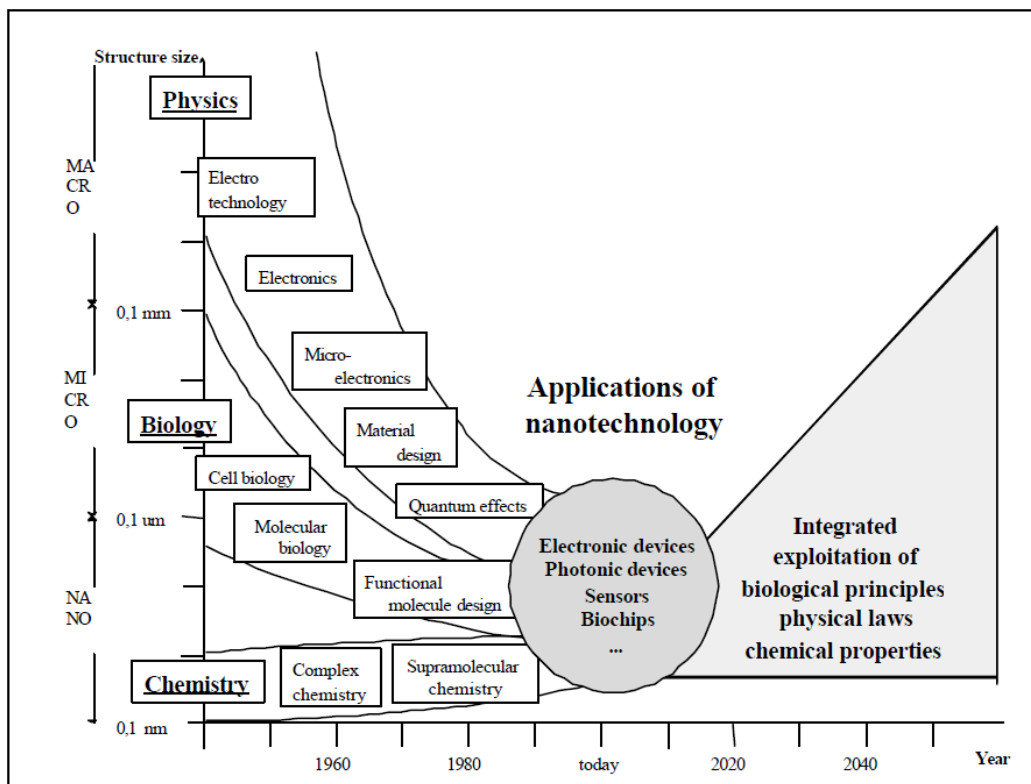 Structure size
Physics
MA
CR
O
Electro
technology
Electronics
0,1 mm
Micro-
electronics
MI
CR
O
Applications of
nanotechnology
Biology
Material
design
Cell biology
Quantum effects
0,1 um
Molecular
biology
Electronic devices
Photonic devices
Sensors
Biochips
...
Integrated
exploitation of
biological principles
physical laws
chemical properties
Functional
molecule design
NA
NO
Chemistry
Complex
chemistry
Supramolecular
chemistry
0,1 nm
1960
1980
today
2020
2040
Year